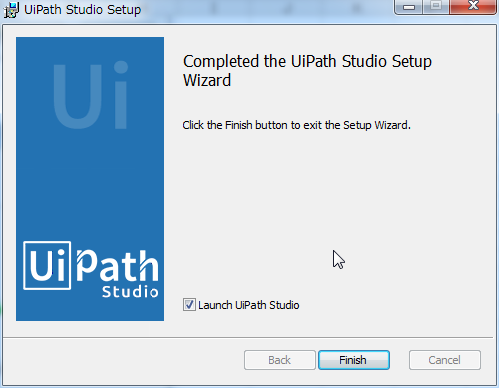 UiPath Studio Setup
Ui
Completed the UiPath Studio Setup
Wizard
Click the Finish button to exit the Setup Wizard.
UiPath
Studio
Launch UiPath Studio
Back
Finish
Cancel